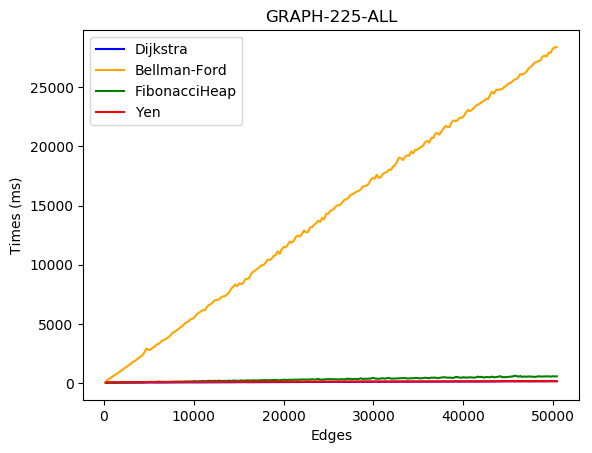 GRAPH-225-ALL
Dijkstra
Bellman-Ford
FibonacciHeap
Yen
Times (ms)
25000
20000
15000
10000
5000
0
0 10000 20000 30000 40000 50000
Edges